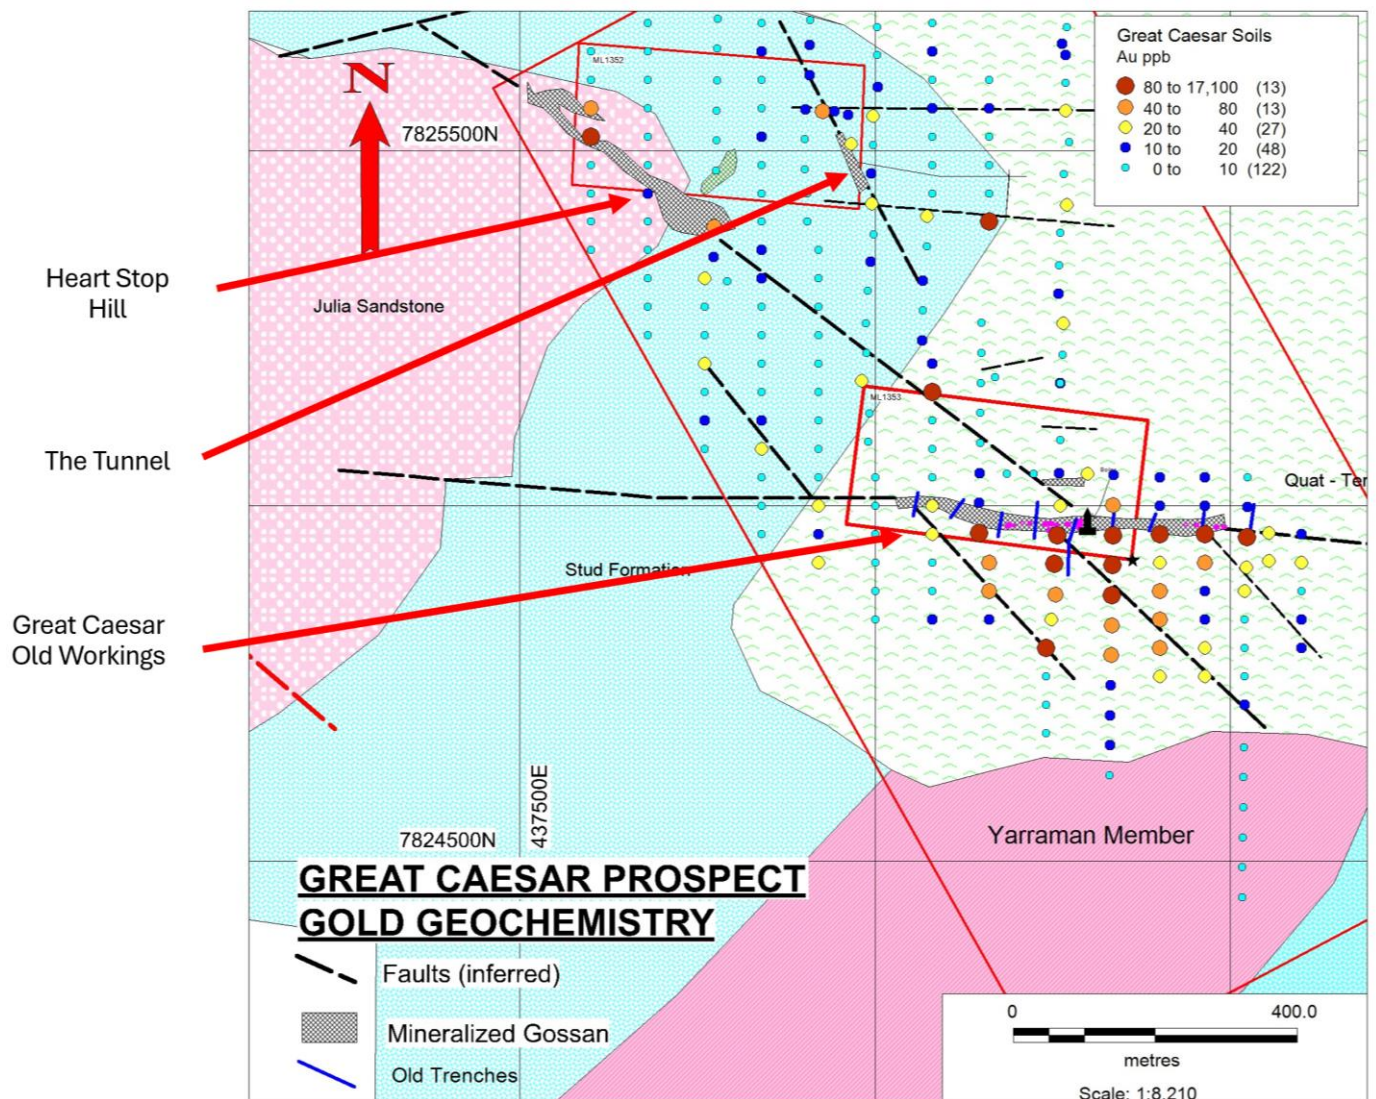 Great Caesar Soils
Au ppb
80 to 17,100 (13)
40 to 80 (13)
20 to 40 (27)
10 to 20 (48)
0 to 10 (122)
N
ML1352
7825500N
Heart Stop
Hill
Julia Sandstone
ML1353
The Tunnel
Quat - Ter
Stud Formation
Great Caesar
Old Workings
437500E
7824500N
Yarraman Member
GREAT CAESAR PROSPECT
GOLD GEOCHEMISTRY
Faults (inferred)
Mineralized Gossan
Old Trenches
0 400.0
metres
Scale: 1:8,210